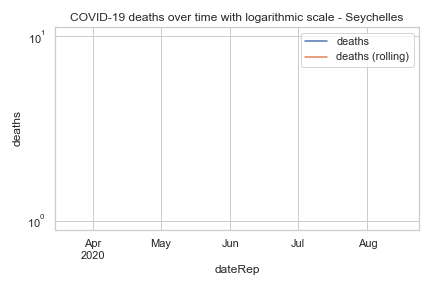 COVID-19 deaths over time with logarithmic scale - Seychelles
10¹
deaths
deaths (rolling)
deaths
10⁰
Apr May Jun Jul Aug
2020
dateRep